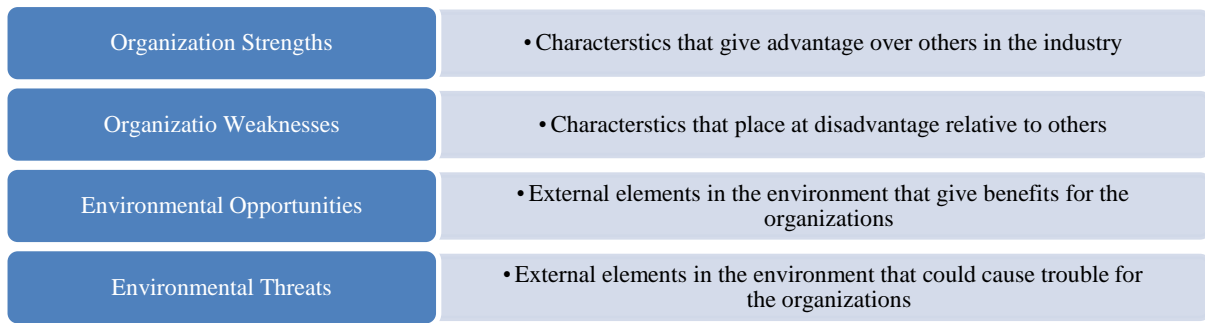 Organization Strengths
• Characterstics that give advantage over others in the industry
Organizatio Weaknesses
• Characterstics that place at disadvantage relative to others
Environmental Opportunities
• External elements in the environment that give benefits for the
organizations
Environmental Threats
• External elements in the environment that could cause trouble for
the organizations